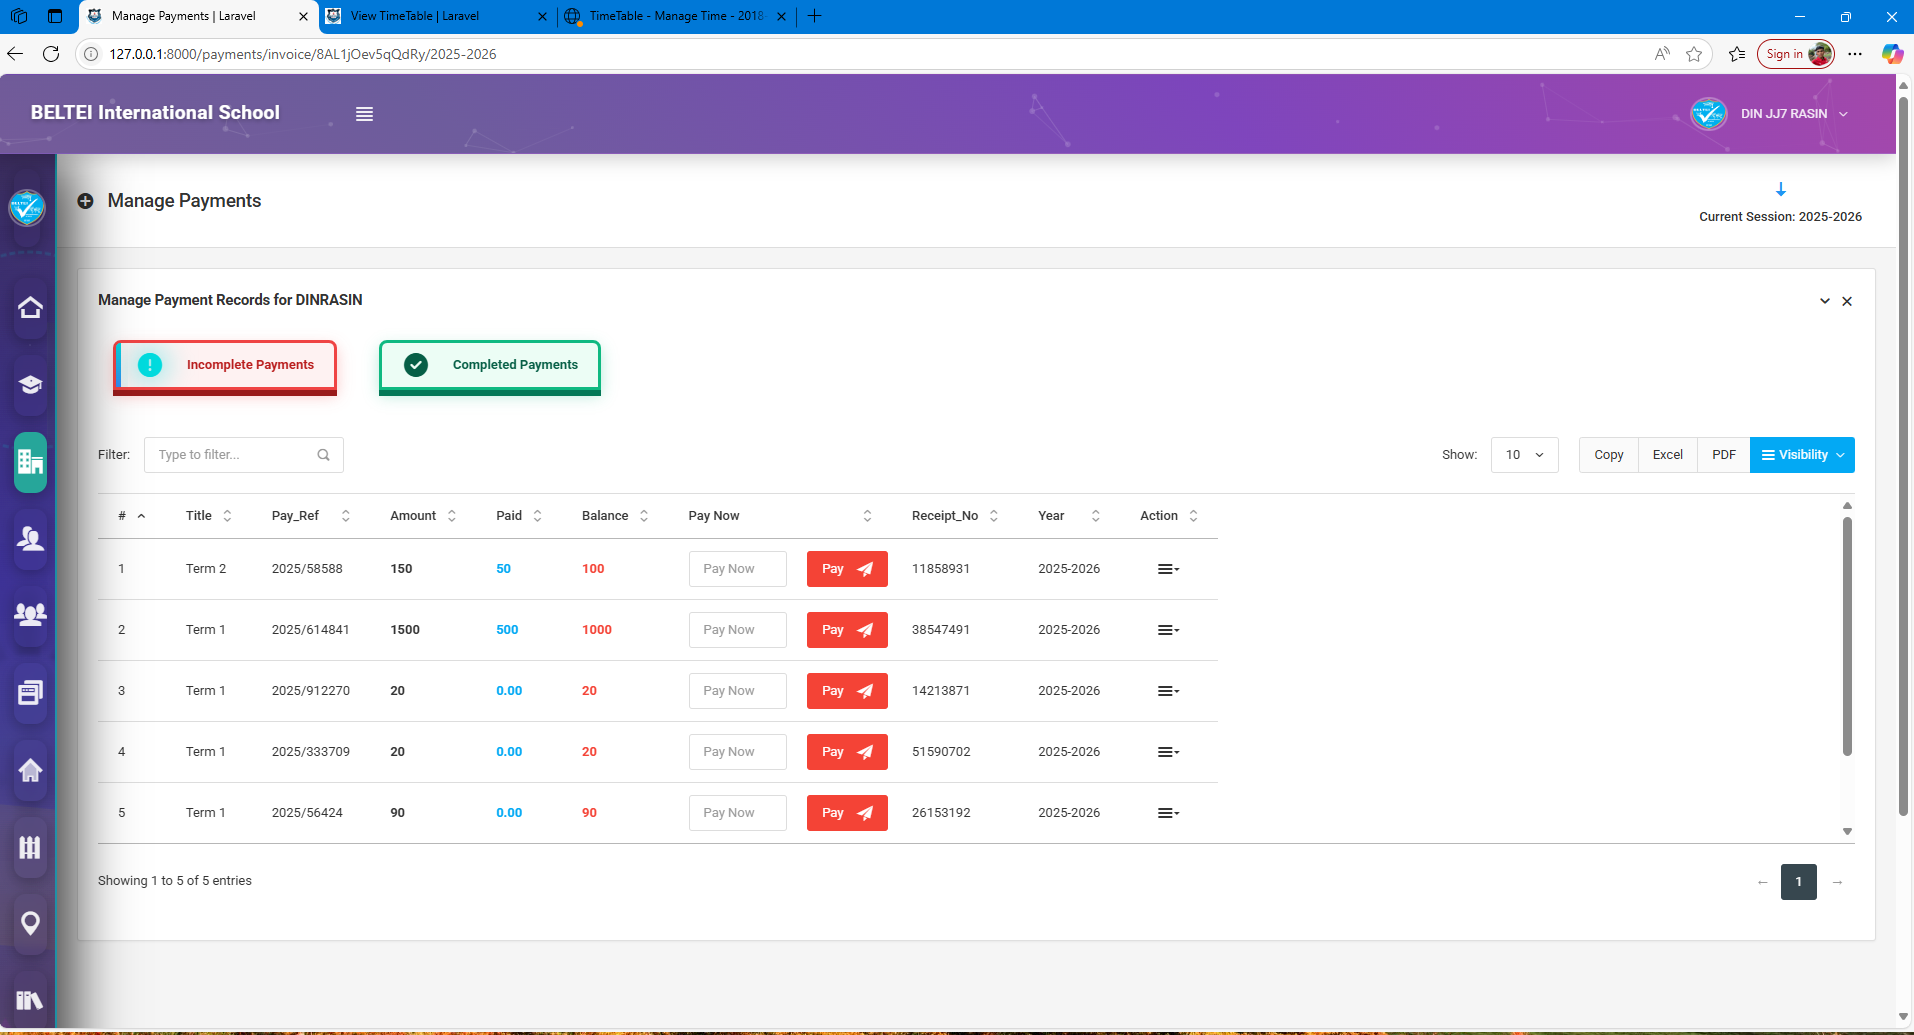 Manage Payments | Laravel
View TimeTable | Laravel
TimeTable - Manage Time - 2018-
127.0.0.1:8000/payments/invoice/8AL1jOev5qQdRy/2025-2026
Sign in
BELTEI International School
DIN JJ7 RASIN
Manage Payments
Current Session: 2025-2026
Manage Payment Records for DINRASIN
Incomplete Payments
Completed Payments
Filter: Type to filter... Show: 10 Copy Excel PDF Visibility
# Title Pay_Ref Amount Paid Balance Pay Now Receipt_No Year Action
1 Term 2 2025/58588 150 50 100 Pay Now Pay 11858931 2025-2026
2 Term 1 2025/614841 1500 500 1000 Pay Now Pay 38547491 2025-2026
3 Term 1 2025/912270 20 0.00 20 Pay Now Pay 14213871 2025-2026
4 Term 1 2025/333709 20 0.00 20 Pay Now Pay 51590702 2025-2026
5 Term 1 2025/56424 90 0.00 90 Pay Now Pay 26153192 2025-2026
Showing 1 to 5 of 5 entries
← 1 →